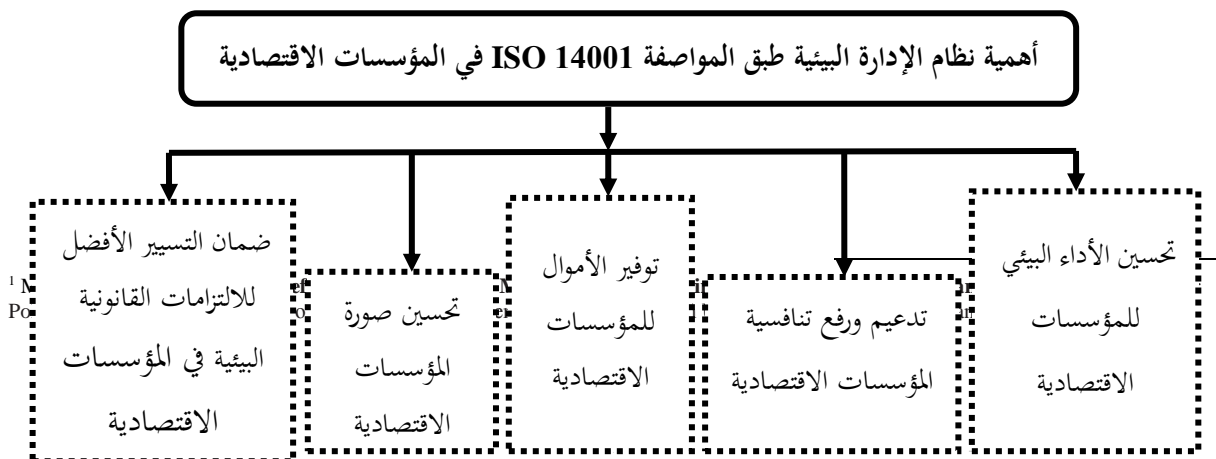 أهمية نظام الإدارة البيئية طبق المواصفة ISO 14001 في المؤسسات الاقتصادية
تحسين الأداء البيئي
للمؤسسات
الاقتصادية
تدعيم ورفع تنافسية
المؤسسات الاقتصادية
توفير الأموال
للمؤسسات
الاقتصادية
تحسين صورة
المؤسسات
الاقتصادية
ضمان التسيير الأفضل
للالتزامات القانونية
البيئية في المؤسسات
الاقتصادية